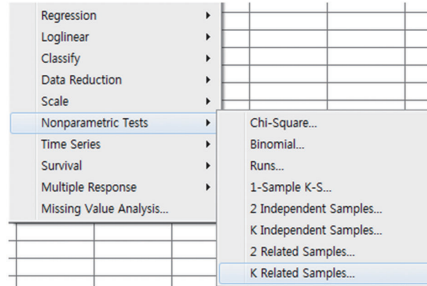 Regression
Loglinear
Classify
Data Reduction
Scale
Nonparametric Tests
Time Series
Survival
Multiple Response
Missing Value Analysis...
Chi-Square...
Binomial...
Runs...
1-Sample K-S...
2 Independent Samples...
K Independent Samples...
2 Related Samples...
K Related Samples...